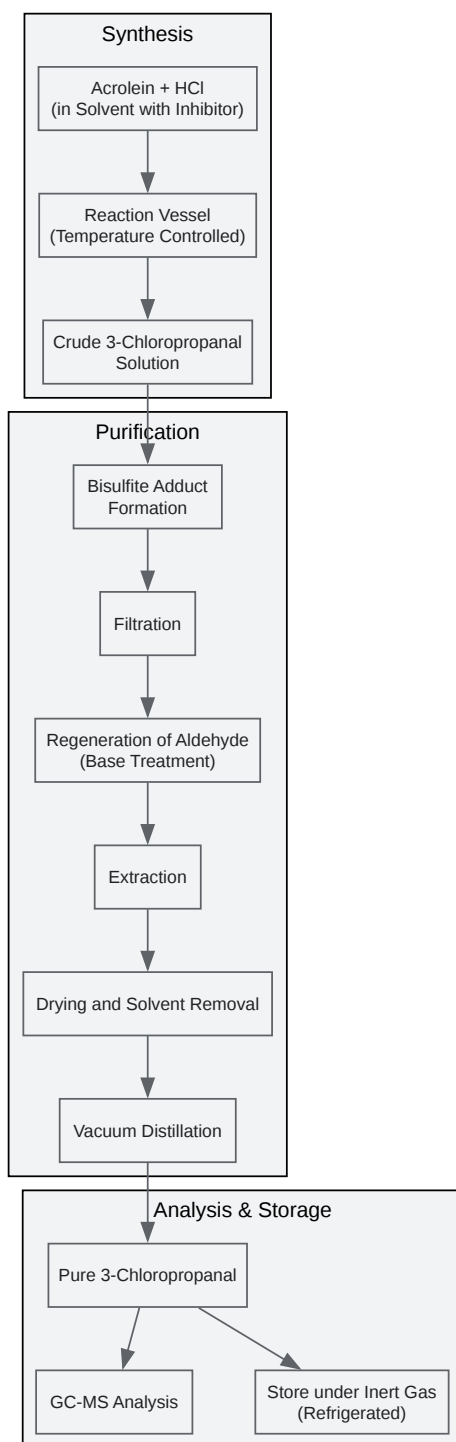 Synthesis
Acrolein + HCl
(in Solvent with Inhibitor)
Reaction Vessel
(Temperature Controlled)
Crude 3-Chloropropanal
Solution
Purification
Bisulfite Adduct
Formation
Filtration
Regeneration of Aldehyde
(Base Treatment)
Extraction
Drying and Solvent Removal
Vacuum Distillation
Analysis & Storage
Pure 3-Chloropropanal
GC-MS Analysis
Store under Inert Gas
(Refrigerated)